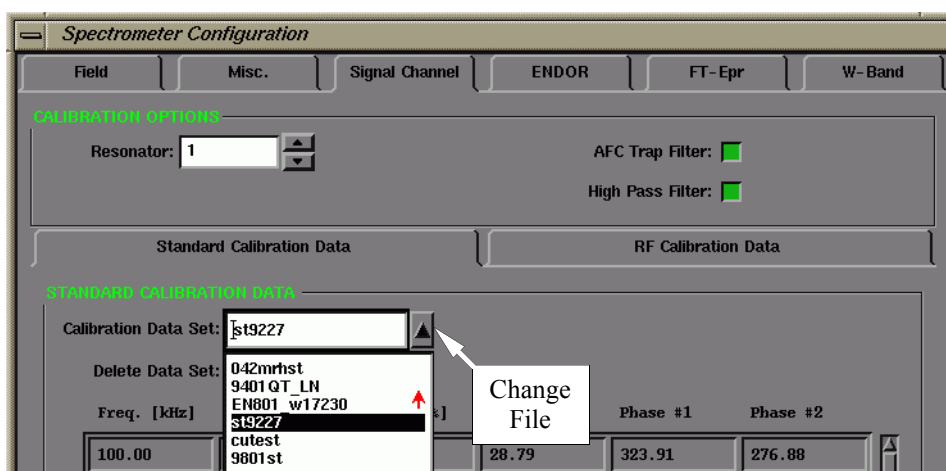 Spectrometer Configuration
Field Misc. Signal Channel ENDOR FT-Epr W-Band
CALIBRATION OPTIONS
Resonator: 1 AFC Trap Filter:
High Pass Filter:
Standard Calibration Data RF Calibration Data
STANDARD CALIBRATION DATA
Calibration Data Set: st9227
Delete Data Set: 042mrhst
9401QT_LN
EN801_w17230
st9227
cutest
9801st
Change
File
Freq. [kHz] Phase #1 Phase #2
100.00 28.79 323.91 276.88